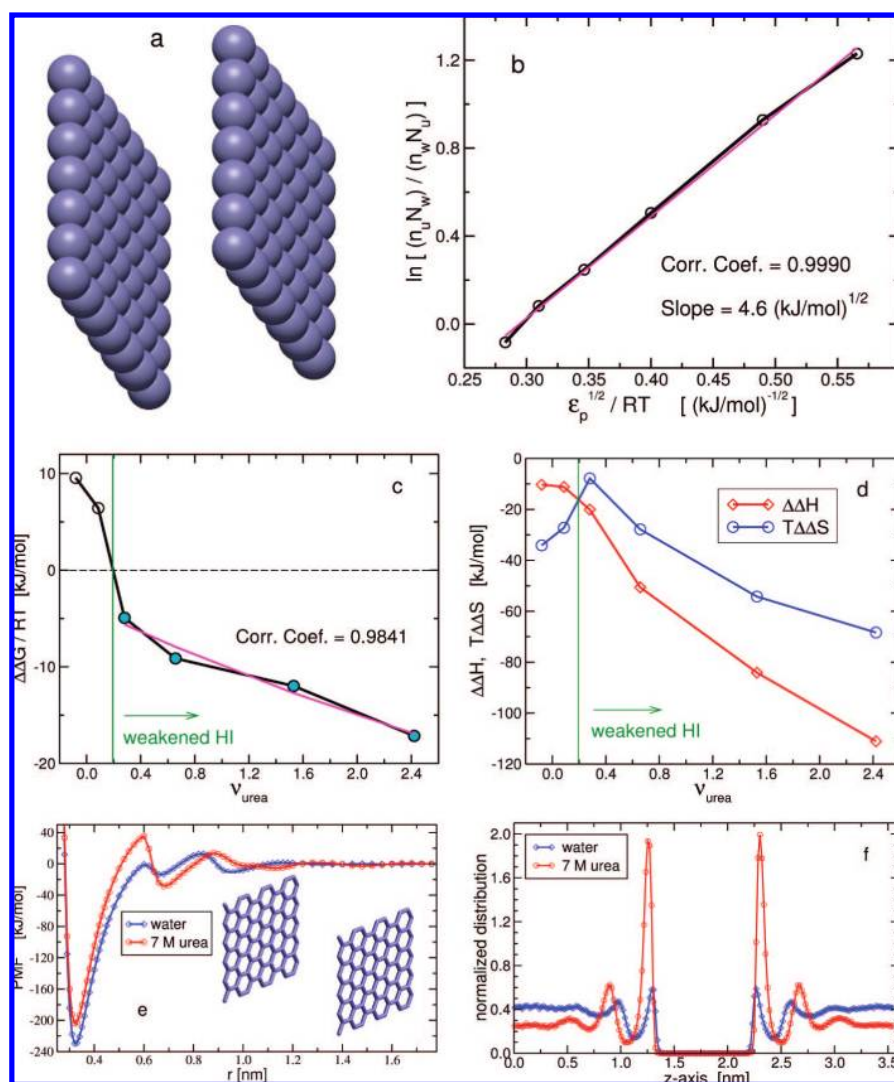 a
b
ln [ (n_u N_w) / (n_w N_u) ]
1.2
0.8
0.4
0.0
Corr. Coef. = 0.9990
Slope = 4.6 (kJ/mol)^1/2
0.25 0.30 0.35 0.40 0.45 0.50 0.55
ε_p^1/2 / RT [ (kJ/mol)^-1/2 ]
c
ΔΔG / RT [kJ/mol]
10
0
-10
-20
Corr. Coef. = 0.9841
weakened HI
0.0 0.4 0.8 1.2 1.6 2.0 2.4
ν_urea
d
ΔΔH, TΔΔS [kJ/mol]
0
-20
-40
-60
-80
-100
-120
ΔΔH
TΔΔS
weakened HI
0.0 0.4 0.8 1.2 1.6 2.0 2.4
ν_urea
PMF [kJ/mol]
40
0
-40
-80
-120
-160
-200
-240
water
7 M urea
e
0.4 0.6 0.8 1.0 1.2 1.4 1.6
r [nm]
normalized distribution
2.0
1.6
1.2
0.8
0.4
0.0
water
7 M urea
f
0.0 0.5 1.0 1.5 2.0 2.5 3.0 3.5
z-axis [nm]